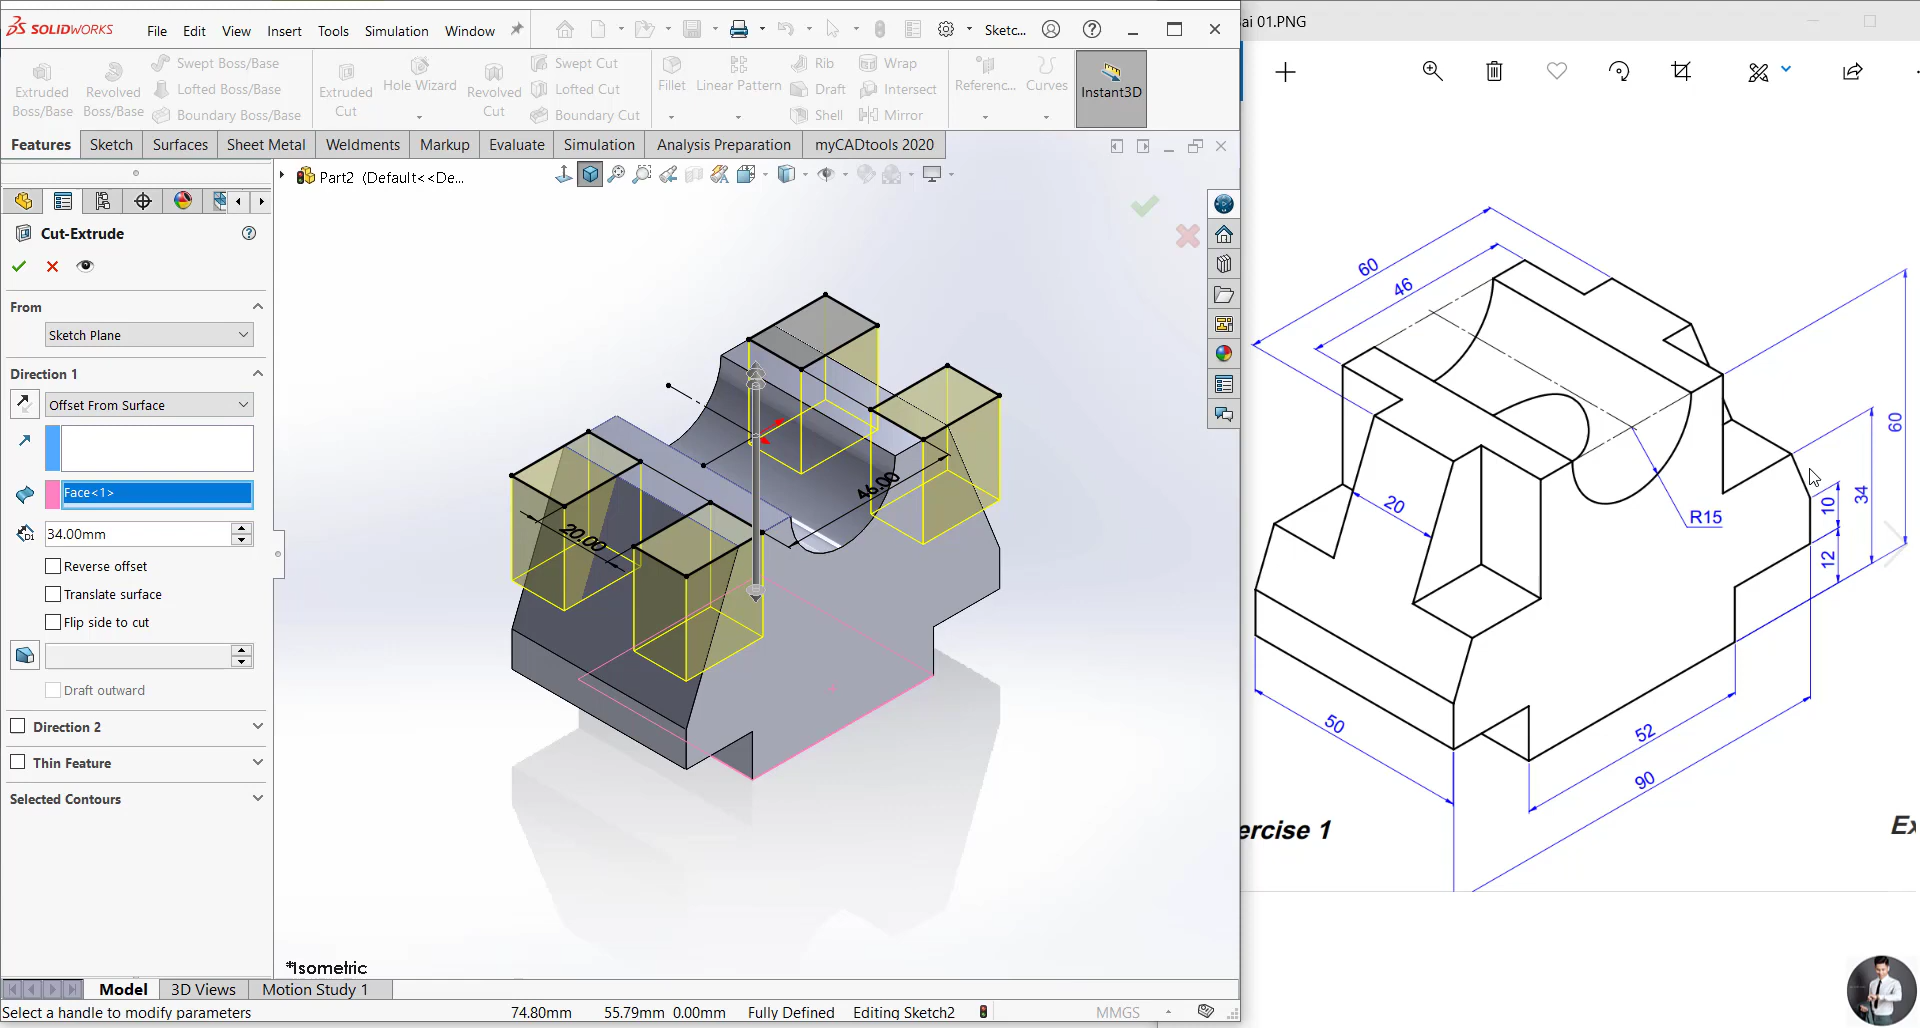 SOLIDWORKS File Edit View Insert Tools Simulation Window Sketc...
ai 01.PNG
Extruded Boss/Base
Revolved Boss/Base
Swept Boss/Base
Lofted Boss/Base
Boundary Boss/Base
Extruded Cut
Hole Wizard
Revolved Cut
Swept Cut
Lofted Cut
Boundary Cut
Fillet
Linear Pattern
Rib
Draft
Shell
Wrap
Intersect
Mirror
Referenc...
Curves
Instant3D
Features Sketch Surfaces Sheet Metal Weldments Markup Evaluate Simulation Analysis Preparation myCADtools 2020
Part2 (Default<<De...
Cut-Extrude
From
Sketch Plane
Direction 1
Offset From Surface
Face<1>
34.00mm
Reverse offset
Translate surface
Flip side to cut
Draft outward
Direction 2
Thin Feature
Selected Contours
20.00
46.00
*Isometric
Model 3D Views Motion Study 1
Select a handle to modify parameters 74.80mm 55.79mm 0.00mm Fully Defined Editing Sketch2 MMGS
60
46
60
20
R15
10
34
12
50
52
90
ercise 1
Ex